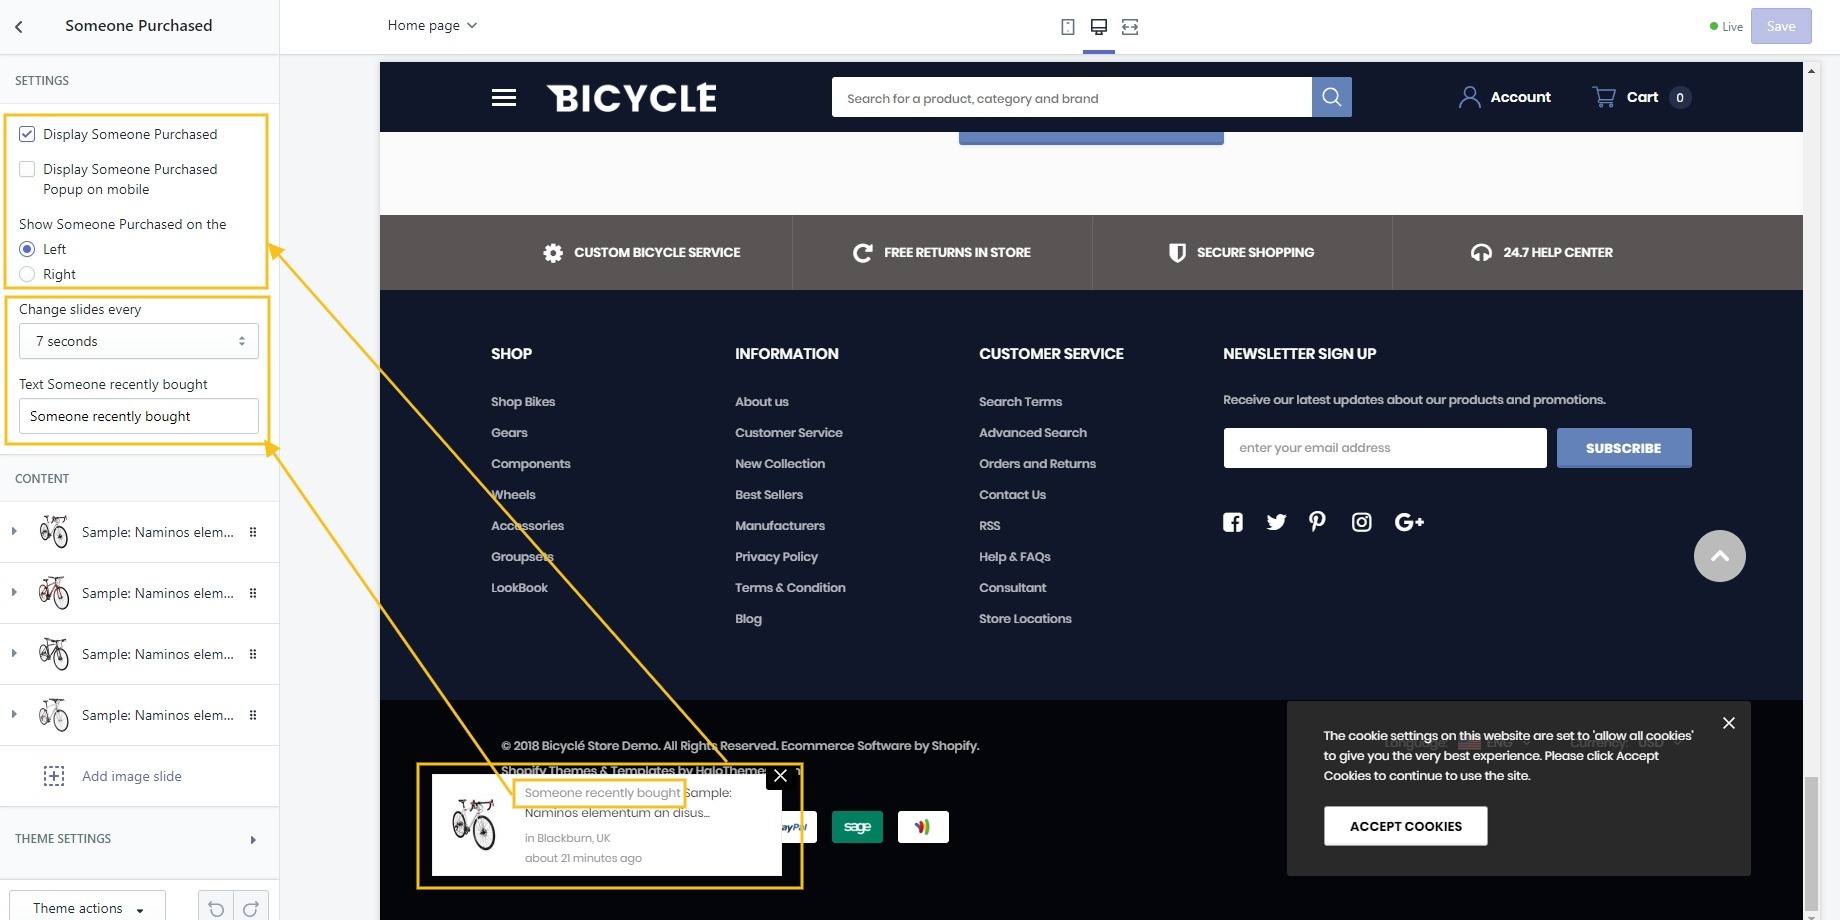 Someone Purchased
Home page
Live
Save
SETTINGS
Display Someone Purchased
Display Someone Purchased
Popup on mobile
Show Someone Purchased on the
Left
Right
Change slides every
7 seconds
Text Someone recently bought
Someone recently bought
CONTENT
Sample: Naminos elem...
Sample: Naminos elem...
Sample: Naminos elem...
Sample: Naminos elem...
Add image slide
THEME SETTINGS
Theme actions
BICYCLÉ
Search for a product, category and brand
Account
Cart 0
CUSTOM BICYCLE SERVICE
FREE RETURNS IN STORE
SECURE SHOPPING
24.7 HELP CENTER
SHOP
Shop Bikes
Gears
Components
Wheels
Accessories
Groupsets
LookBook
INFORMATION
About us
Customer Service
New Collection
Best Sellers
Manufacturers
Privacy Policy
Terms & Condition
Blog
CUSTOMER SERVICE
Search Terms
Advanced Search
Orders and Returns
Contact Us
RSS
Help & FAQs
Consultant
Store Locations
NEWSLETTER SIGN UP
Receive our latest updates about our products and promotions.
enter your email address
SUBSCRIBE
© 2018 Bicyclé Store Demo. All Rights Reserved. Ecommerce Software by Shopify.
Shopify Themes & Templates by HaloThemes
Someone recently bought Sample:
Naminos elementum an disus...
in Blackburn, UK
about 21 minutes ago
PayPal
sage
Language: ENG
Currency: USD
The cookie settings on this website are set to 'allow all cookies'
to give you the very best experience. Please click Accept
Cookies to continue to use the site.
ACCEPT COOKIES